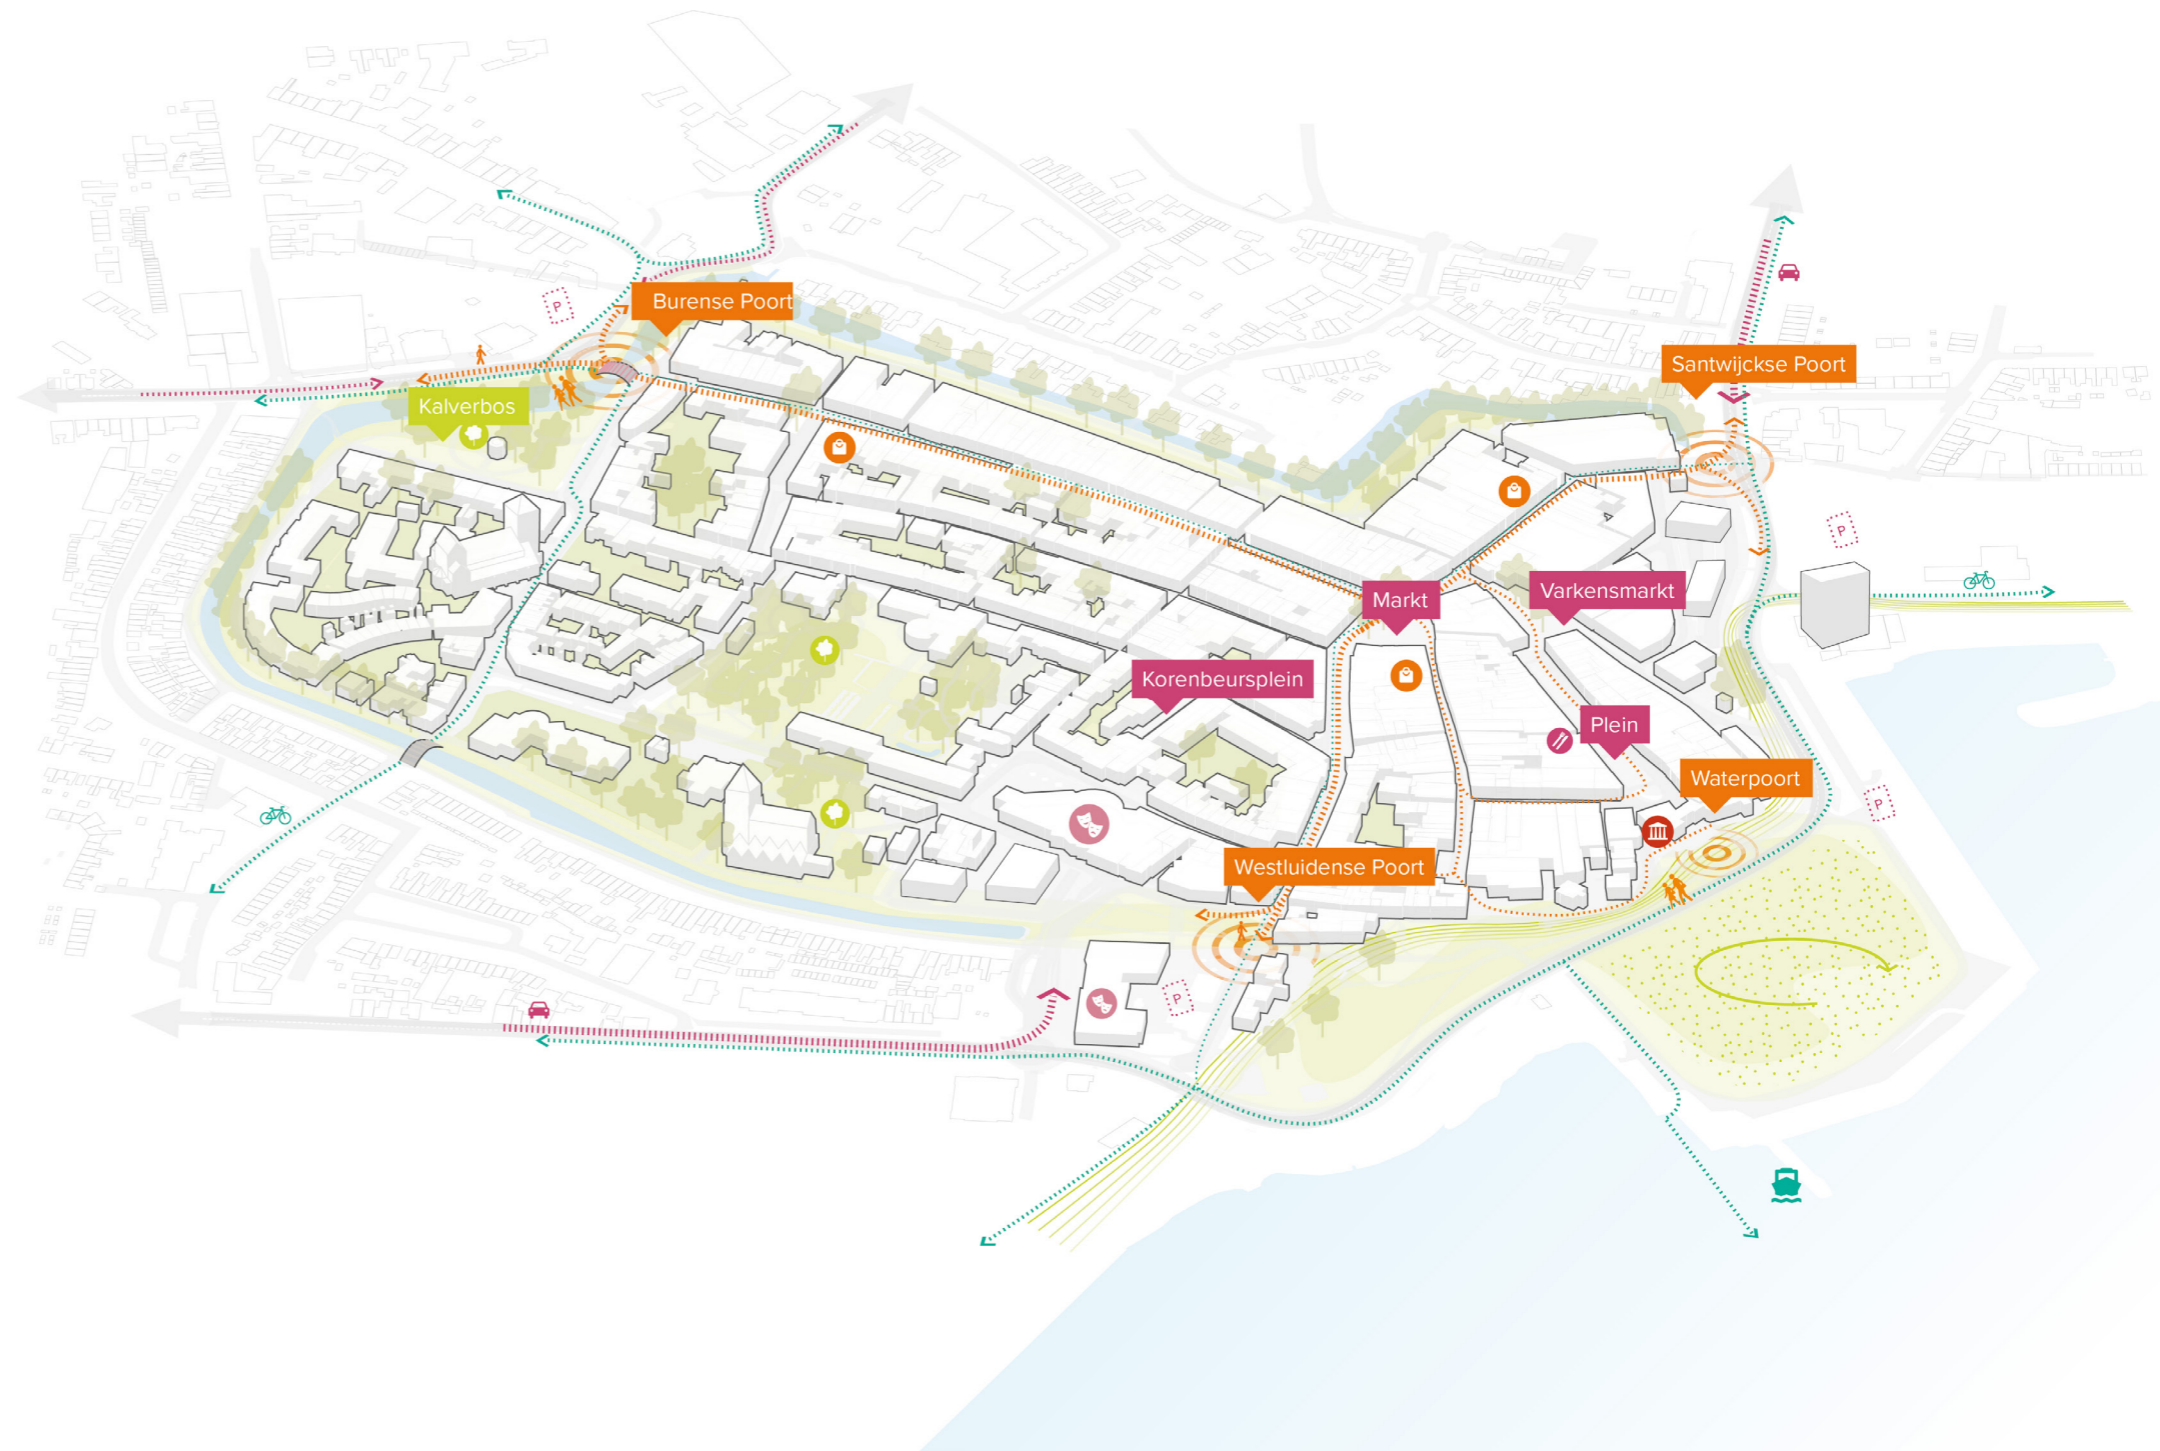 Burense Poort
P
Santwijckse Poort
Kalverbos
P
Varkensmarkt
Markt
Korenbeursplein
Plein
Waterpoort
P
Westluidense Poort
P